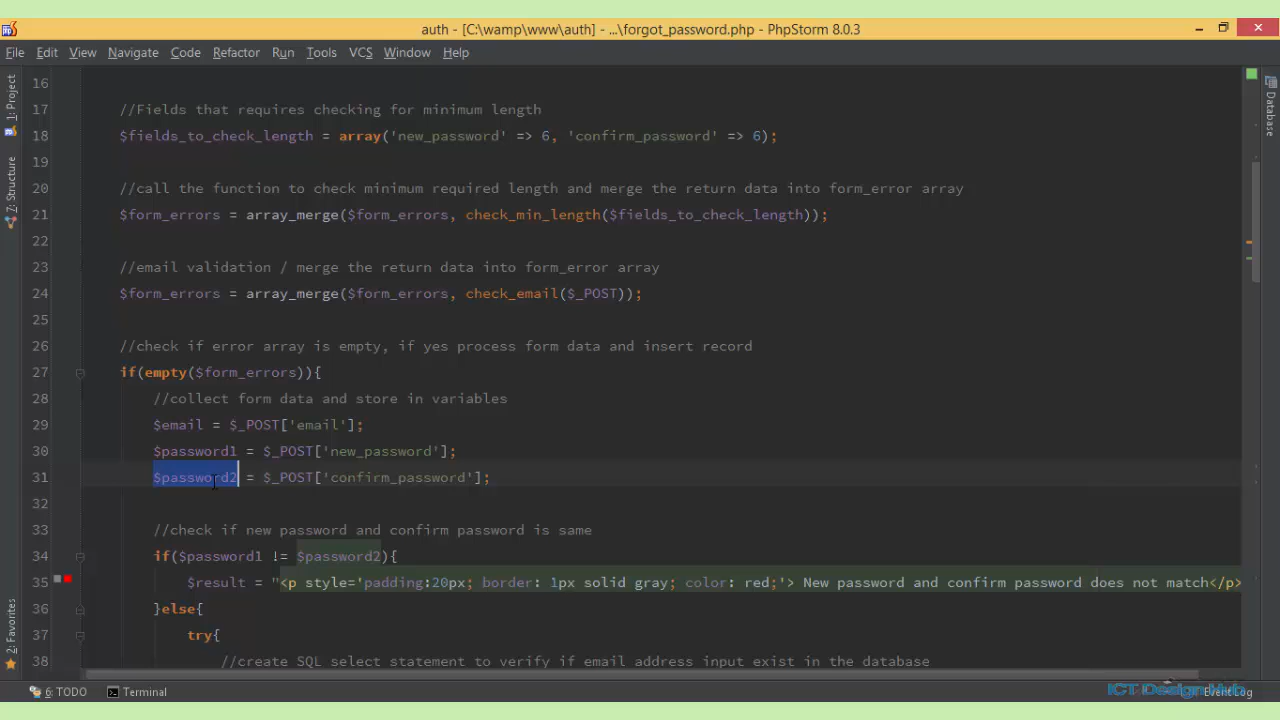 auth - [C:\wamp\www\auth] - ...\forgot_password.php - PhpStorm 8.0.3
File Edit View Navigate Code Refactor Run Tools VCS Window Help
1: Project
7: Structure
2: Favorites
Database
16
17 //Fields that requires checking for minimum length
18 $fields_to_check_length = array('new_password' => 6, 'confirm_password' => 6);
19
20 //call the function to check minimum required length and merge the return data into form_error array
21 $form_errors = array_merge($form_errors, check_min_length($fields_to_check_length));
22
23 //email validation / merge the return data into form_error array
24 $form_errors = array_merge($form_errors, check_email($_POST));
25
26 //check if error array is empty, if yes process form data and insert record
27 if(empty($form_errors)){
28 //collect form data and store in variables
29 $email = $_POST['email'];
30 $password1 = $_POST['new_password'];
31 $password2 = $_POST['confirm_password'];
32
33 //check if new password and confirm password is same
34 if($password1 != $password2){
35 $result = "<p style='padding:20px; border: 1px solid gray; color: red;'> New password and confirm password does not match</p>
36 }else{
37 try{
38 //create SQL select statement to verify if email address input exist in the database
6: TODO Terminal Event Log
ICT Design Hub